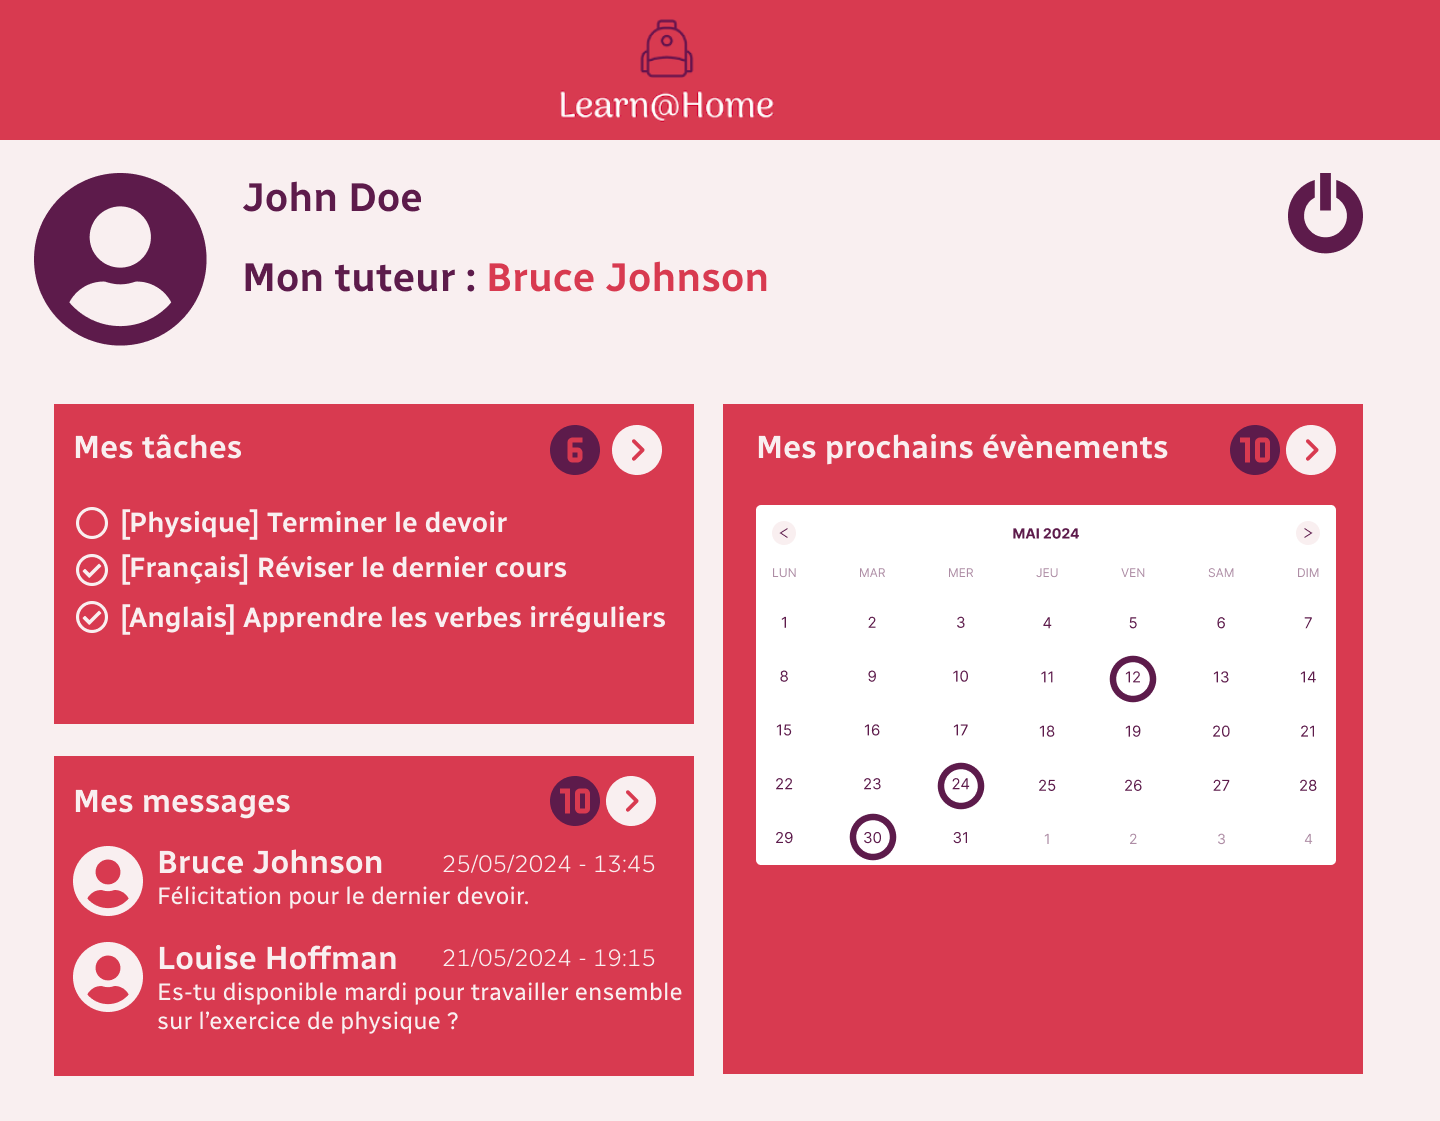 Learn@Home
John Doe
Mon tuteur : Bruce Johnson
Mes tâches 6 >
[Physique] Terminer le devoir
[Français] Réviser le dernier cours
[Anglais] Apprendre les verbes irréguliers
Mes messages 10 >
Bruce Johnson 25/05/2024 - 13:45
Félicitation pour le dernier devoir.
Louise Hoffman 21/05/2024 - 19:15
Es-tu disponible mardi pour travailler ensemble
sur l’exercice de physique ?
Mes prochains évènements 10 >
< MAI 2024 >
LUN MAR MER JEU VEN SAM DIM
1 2 3 4 5 6 7
8 9 10 11 12 13 14
15 16 17 18 19 20 21
22 23 24 25 26 27 28
29 30 31 1 2 3 4